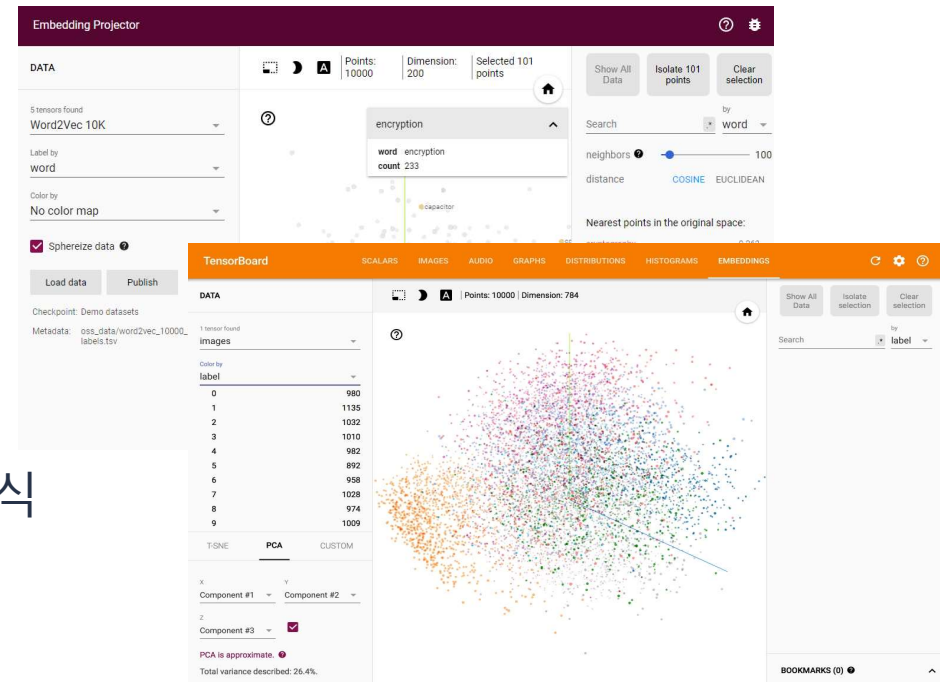 Embedding Projector
DATA
Points: 10000
Dimension: 200
Selected 101 points
Show All Data
Isolate 101 points
Clear selection
5 tensors found
Word2Vec 10K
Label by
word
Color by
No color map
Sphereize data
Load data
Publish
Checkpoint: Demo datasets
Metadata: oss_data/word2vec_10000_
labels.tsv
encryption
word encryption
count 233
capacitor
Search
.*
by
word
neighbors
100
distance
COSINE
EUCLIDEAN
Nearest points in the original space:
식
TensorBoard
SCALARS
IMAGES
AUDIO
GRAPHS
DISTRIBUTIONS
HISTOGRAMS
EMBEDDINGS
DATA
Points: 10000 | Dimension: 784
Show All Data
Isolate selection
Clear selection
1 tensor found
images
Color by
label
0 980
1 1135
2 1032
3 1010
4 982
5 892
6 958
7 1028
8 974
9 1009
T-SNE
PCA
CUSTOM
X
Component #1
Y
Component #2
Z
Component #3
PCA is approximate.
Total variance described: 26.4%.
Search
.*
by
label
BOOKMARKS (0)